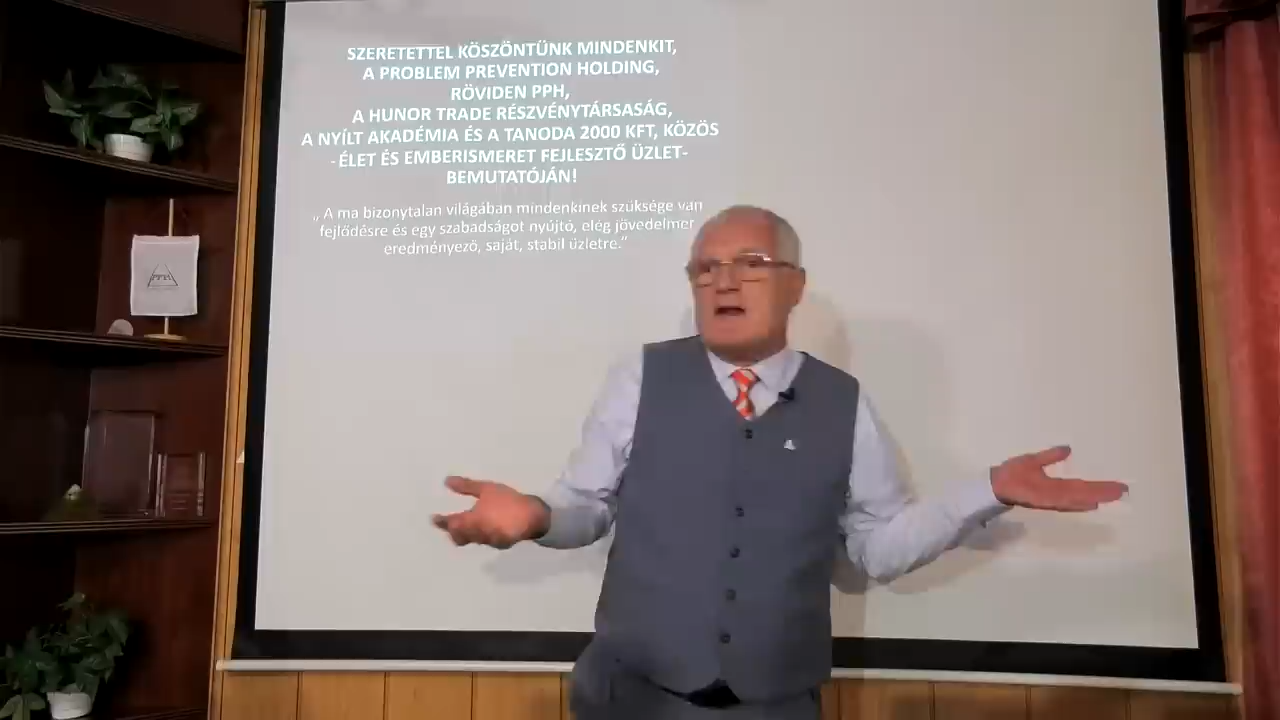 SZERETETTEL KÖSZÖNTÜNK MINDENKIT,
A PROBLEM PREVENTION HOLDING,
RÖVIDEN PPH,
A HUNOR TRADE RÉSZVÉNYTÁRSASÁG,
A NYÍLT AKADÉMIA ÉS A TANODA 2000 KFT, KÖZÖS
- ÉLET ÉS EMBERISMERET FEJLESZTŐ ÜZLET-
BEMUTATÓJÁN!
„ A ma bizonytalan világában mindenkinek szüksége van
fejlődésre és egy szabadságot nyújtó, elég jövedelmet
eredményező, saját, stabil üzletre.”